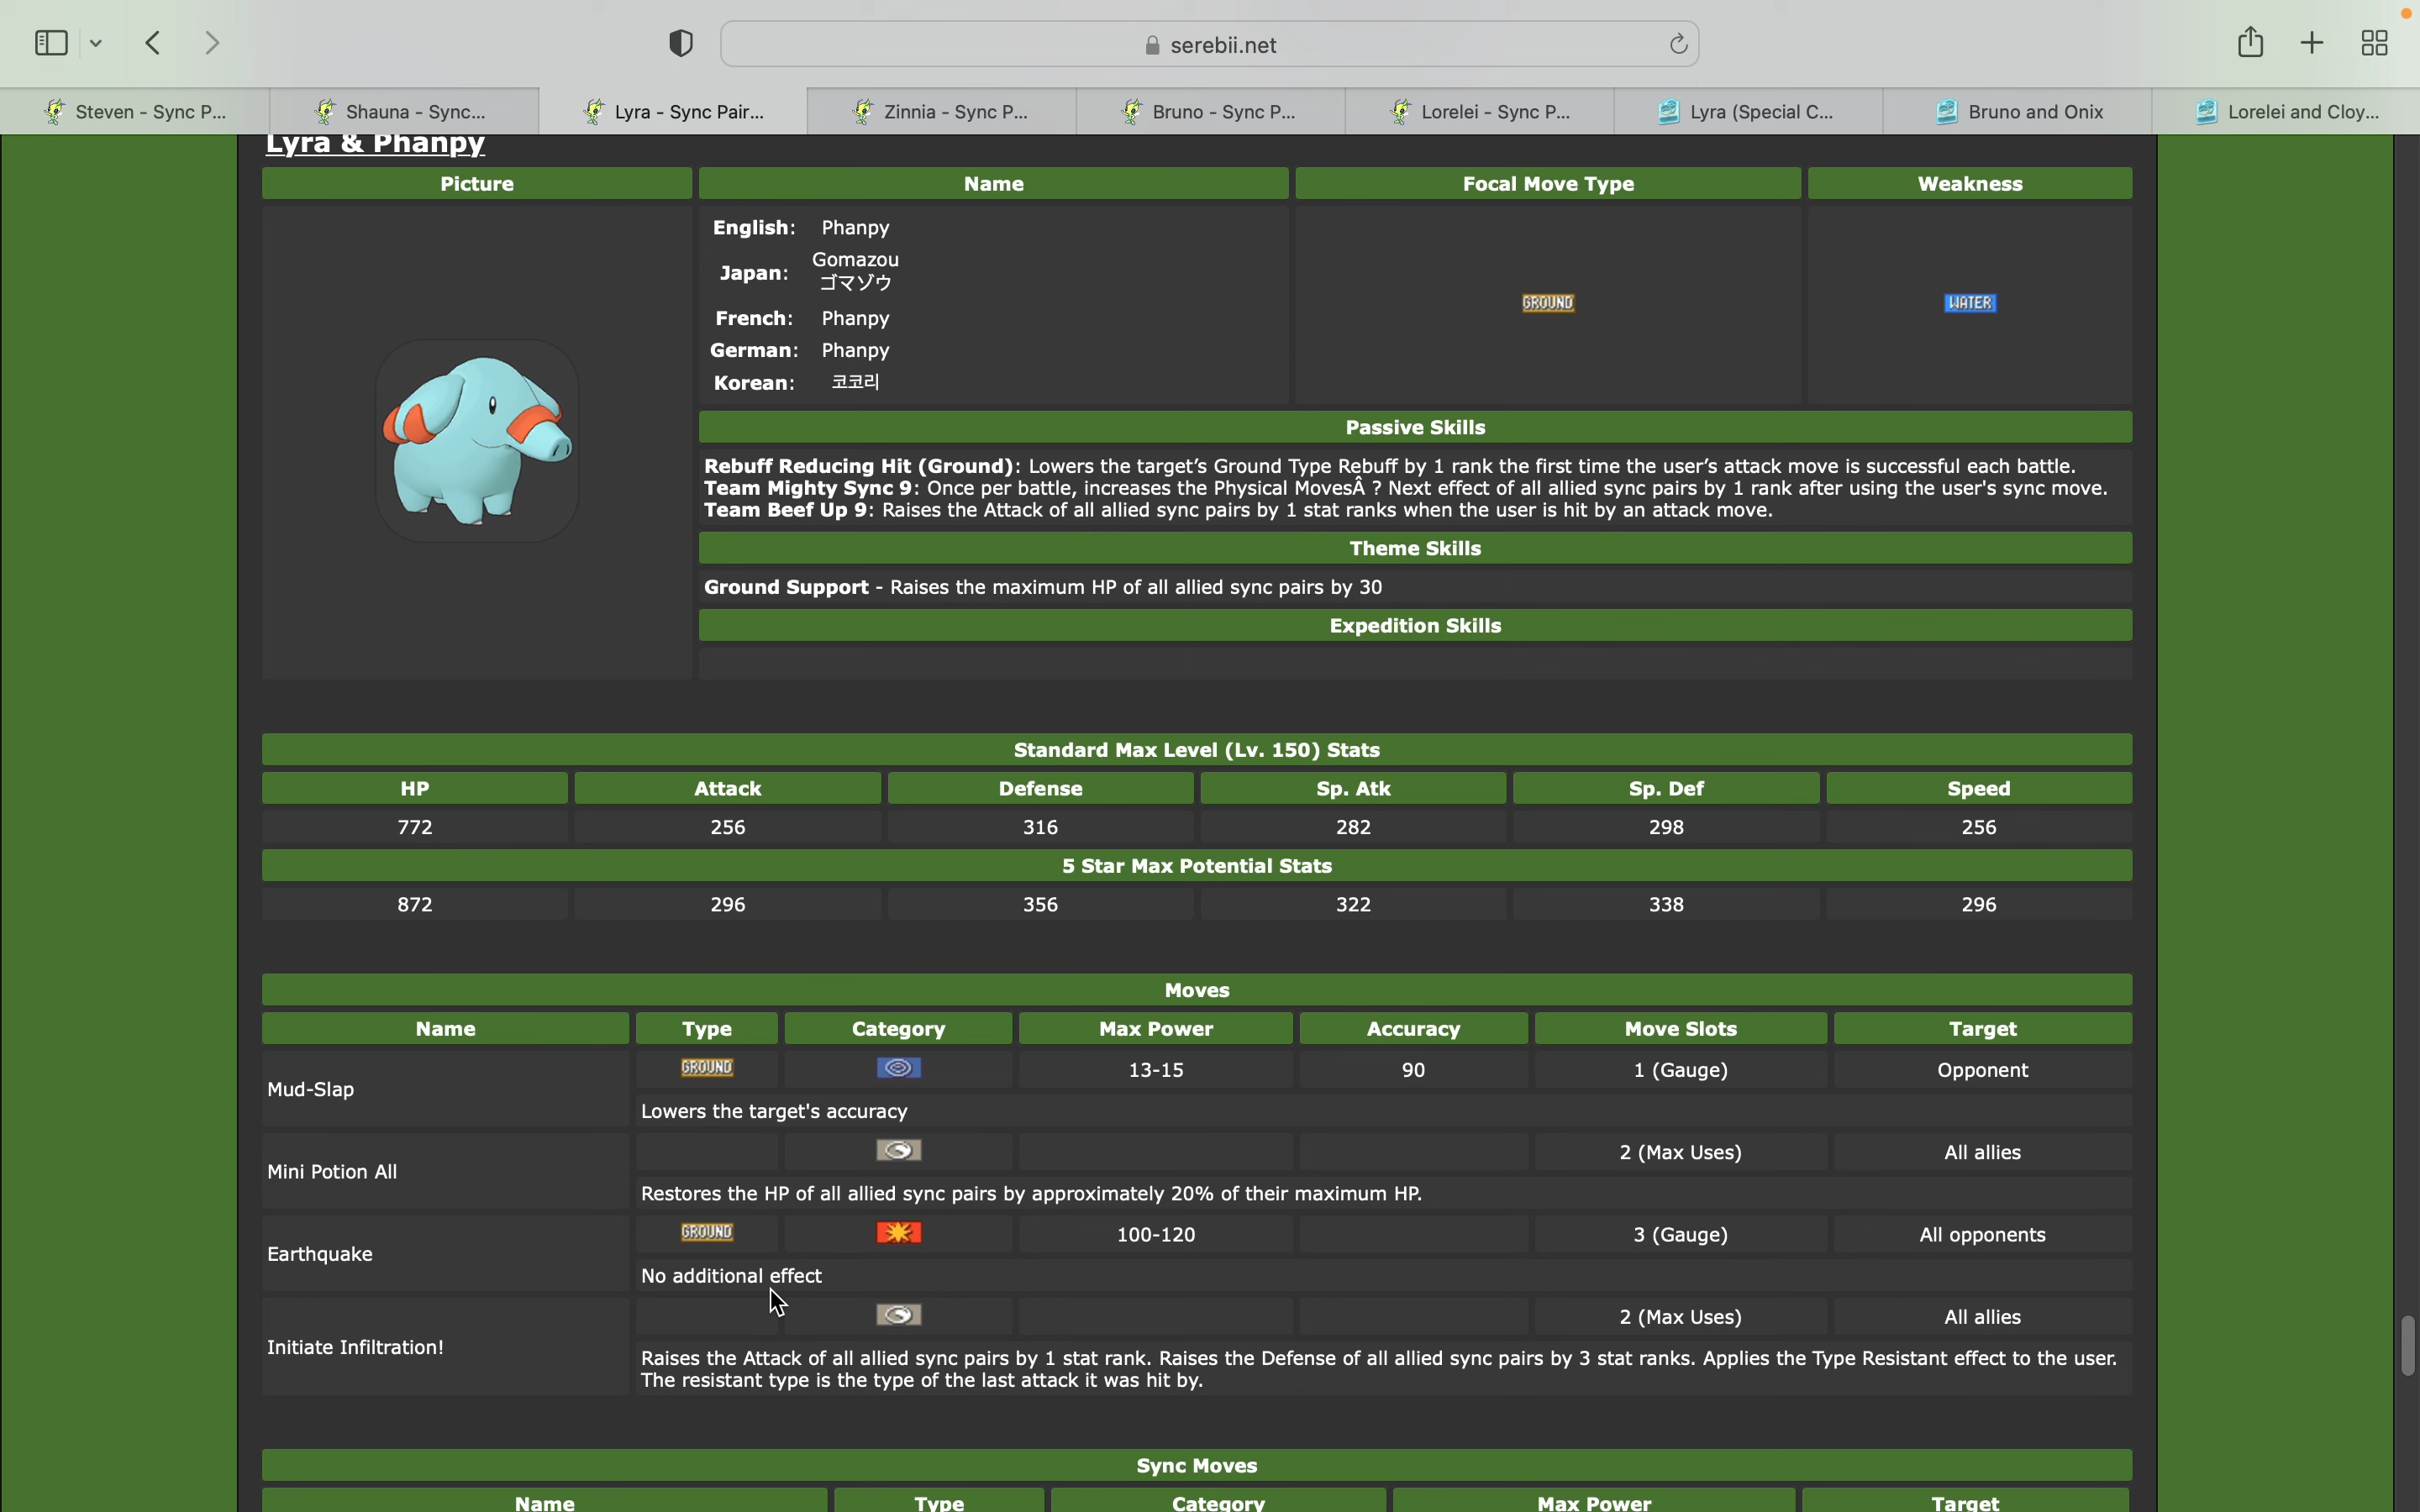 serebii.net
Steven - Sync P...
Shauna - Sync...
Lyra - Sync Pair...
Zinnia - Sync P...
Bruno - Sync P...
Lorelei - Sync P...
Lyra (Special C...
Bruno and Onix
Lorelei and Cloy...
Lyra & Phanpy
Picture Name Focal Move Type Weakness
English: Phanpy
Japan: Gomazou
ゴマゾウ
French: Phanpy
German: Phanpy
Korean: 코코리
GROUND
WATER
Passive Skills
Rebuff Reducing Hit (Ground): Lowers the target's Ground Type Rebuff by 1 rank the first time the user's attack move is successful each battle.
Team Mighty Sync 9: Once per battle, increases the Physical MovesÂ ? Next effect of all allied sync pairs by 1 rank after using the user's sync move.
Team Beef Up 9: Raises the Attack of all allied sync pairs by 1 stat ranks when the user is hit by an attack move.
Theme Skills
Ground Support - Raises the maximum HP of all allied sync pairs by 30
Expedition Skills
Standard Max Level (Lv. 150) Stats
HP Attack Defense Sp. Atk Sp. Def Speed
772 256 316 282 298 256
5 Star Max Potential Stats
872 296 356 322 338 296
Moves
Name Type Category Max Power Accuracy Move Slots Target
Mud-Slap GROUND 13-15 90 1 (Gauge) Opponent
Lowers the target's accuracy
Mini Potion All 2 (Max Uses) All allies
Restores the HP of all allied sync pairs by approximately 20% of their maximum HP.
Earthquake GROUND 100-120 3 (Gauge) All opponents
No additional effect
Initiate Infiltration! 2 (Max Uses) All allies
Raises the Attack of all allied sync pairs by 1 stat rank. Raises the Defense of all allied sync pairs by 3 stat ranks. Applies the Type Resistant effect to the user.
The resistant type is the type of the last attack it was hit by.
Sync Moves
Name Type Category Max Power Target